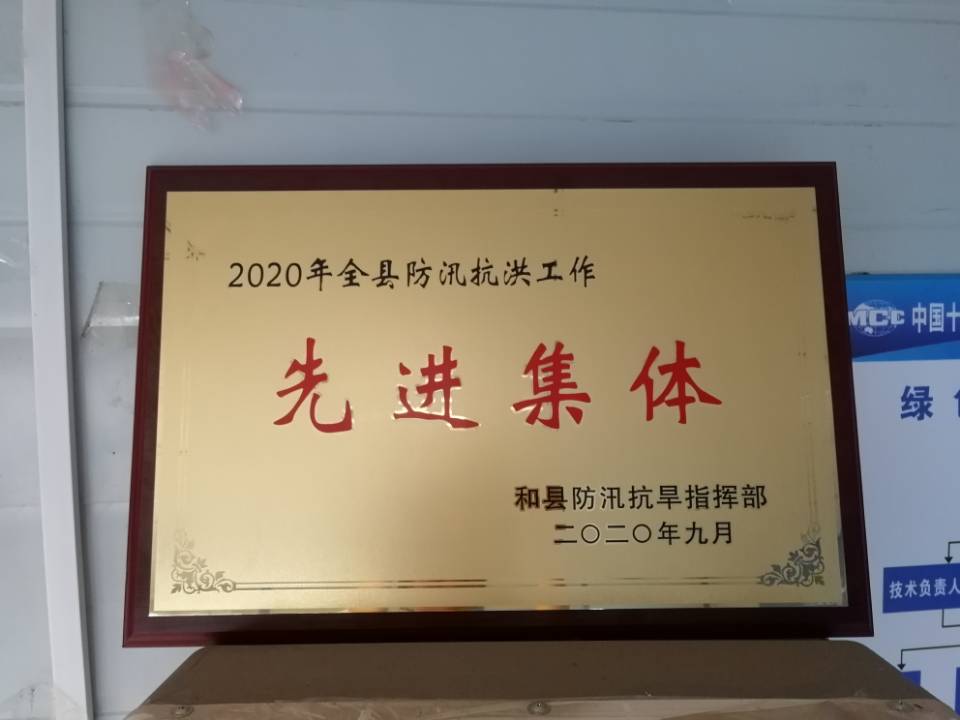 2020年全县防汛抗洪工作
先进集体
和县防汛抗旱指挥部
二〇二〇年九月
MCC 中国十
绿
技术负责人